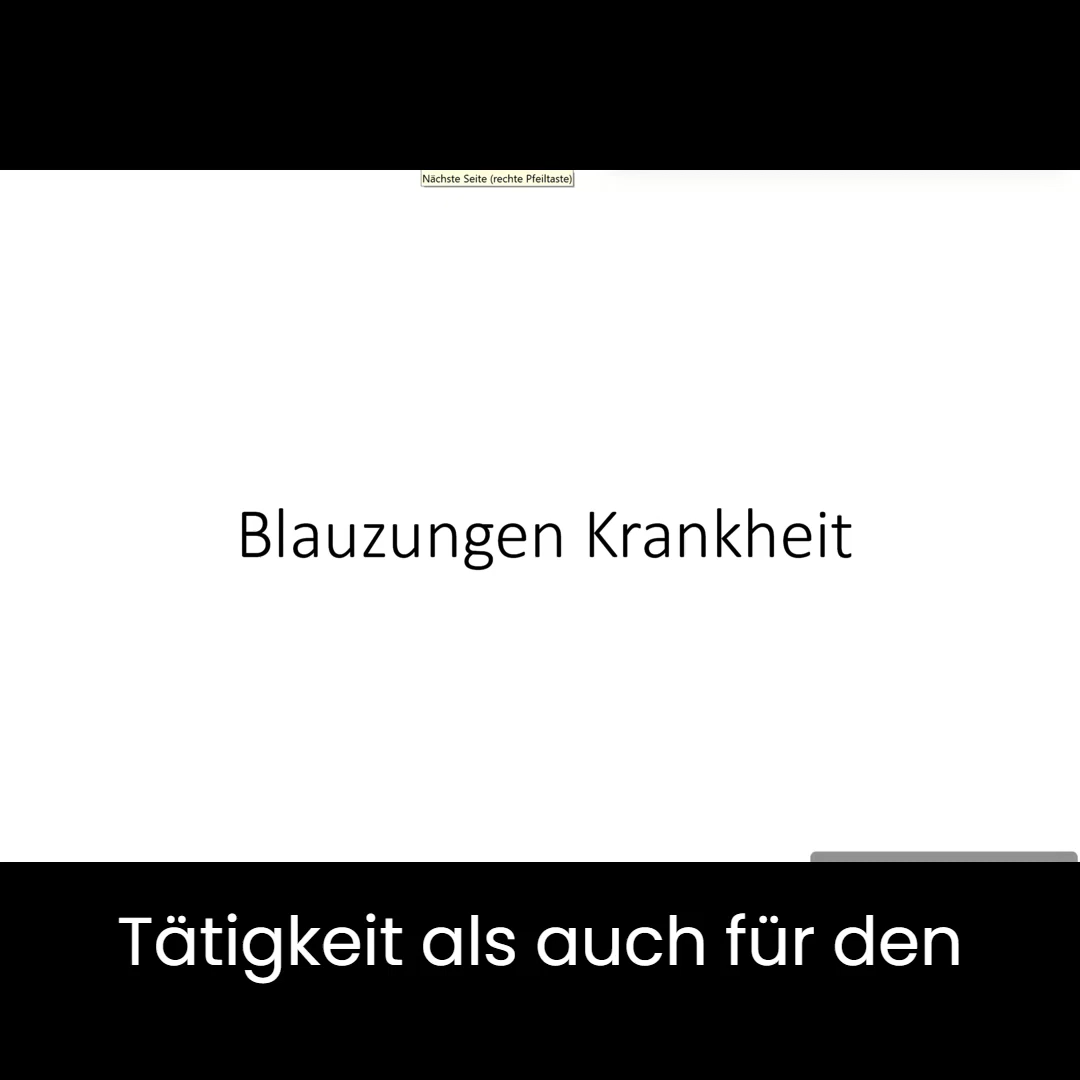 Nächste Seite (rechte Pfeiltaste)
Blauzungen Krankheit
Tätigkeit als auch für den